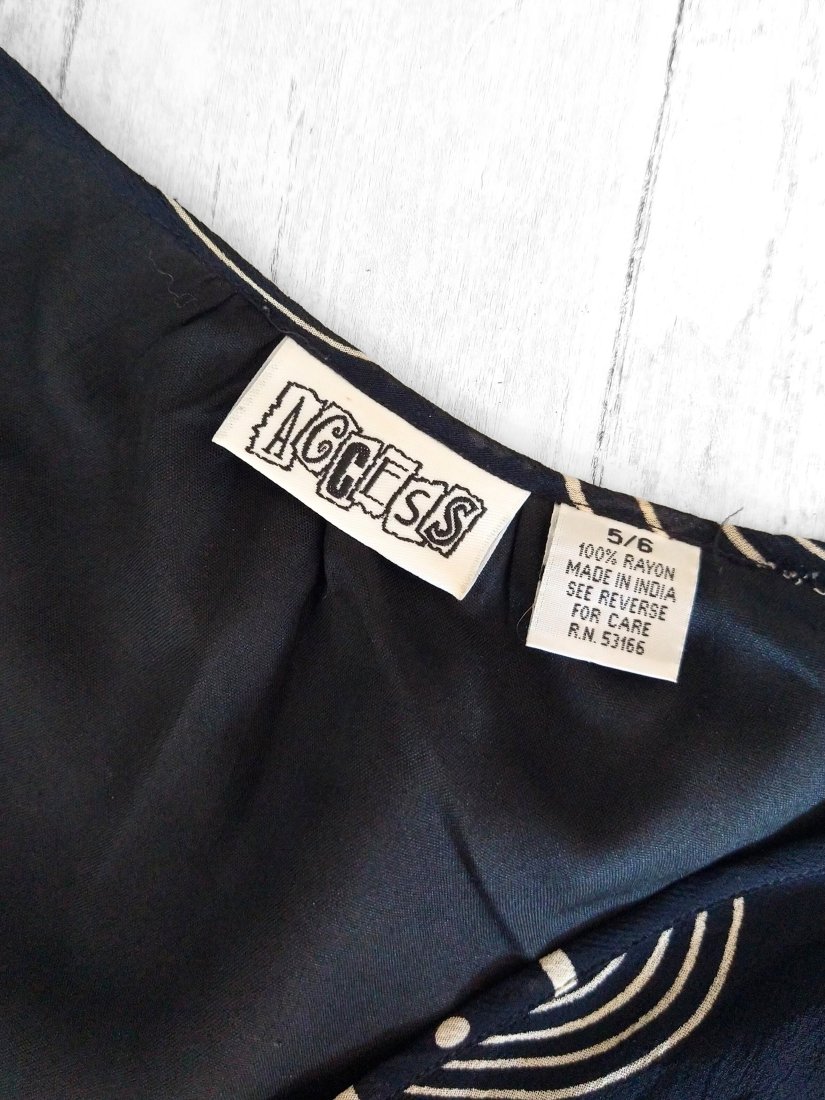 ACCESS
5/6
100% RAYON
MADE IN INDIA
SEE REVERSE
FOR CARE
R.N. 53166